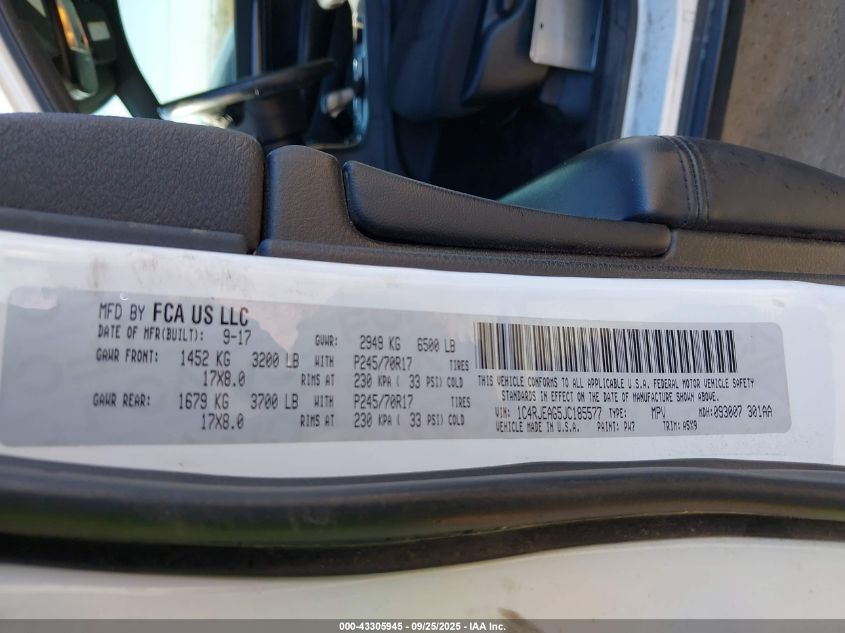 MFD BY FCA US LLC
DATE OF MFR(BUILT): 9-17 GVWR: 2949 KG 6500 LB
GAWR FRONT: 1452 KG 3200 LB WITH P245/70R17 TIRES
17X8.0 RIMS AT 230 KPA ( 33 PSI) COLD
GAWR REAR: 1679 KG 3700 LB WITH P245/70R17 TIRES
17X8.0 RIMS AT 230 KPA ( 33 PSI) COLD
THIS VEHICLE CONFORMS TO ALL APPLICABLE U.S.A. FEDERAL MOTOR VEHICLE SAFETY
STANDARDS IN EFFECT ON THE DATE OF MANUFACTURE SHOWN ABOVE.
VIN: 1C4RJEAG5JC185577 TYPE: MPV MDH: 093007 301AA
VEHICLE MADE IN U.S.A. PAINT: PW7 TRIM: A5X9
000-43305945 - 09/25/2025 - IAA Inc.